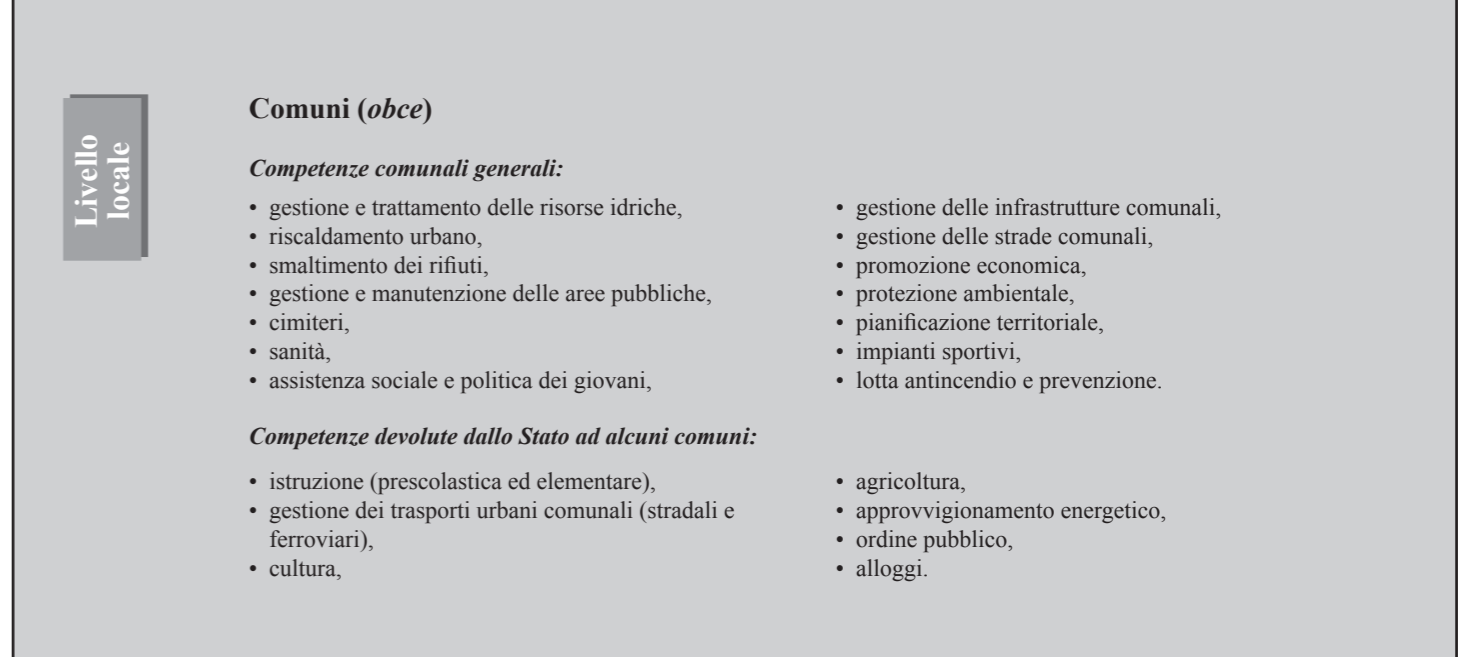 Livello
locale
Comuni (obce)
Competenze comunali generali:
• gestione e trattamento delle risorse idriche,
• riscaldamento urbano,
• smaltimento dei rifiuti,
• gestione e manutenzione delle aree pubbliche,
• cimiteri,
• sanità,
• assistenza sociale e politica dei giovani,
• gestione delle infrastrutture comunali,
• gestione delle strade comunali,
• promozione economica,
• protezione ambientale,
• pianificazione territoriale,
• impianti sportivi,
• lotta antincendio e prevenzione.
Competenze devolute dallo Stato ad alcuni comuni:
• istruzione (prescolastica ed elementare),
• gestione dei trasporti urbani comunali (stradali e
ferroviari),
• cultura,
• agricoltura,
• approvvigionamento energetico,
• ordine pubblico,
• alloggi.